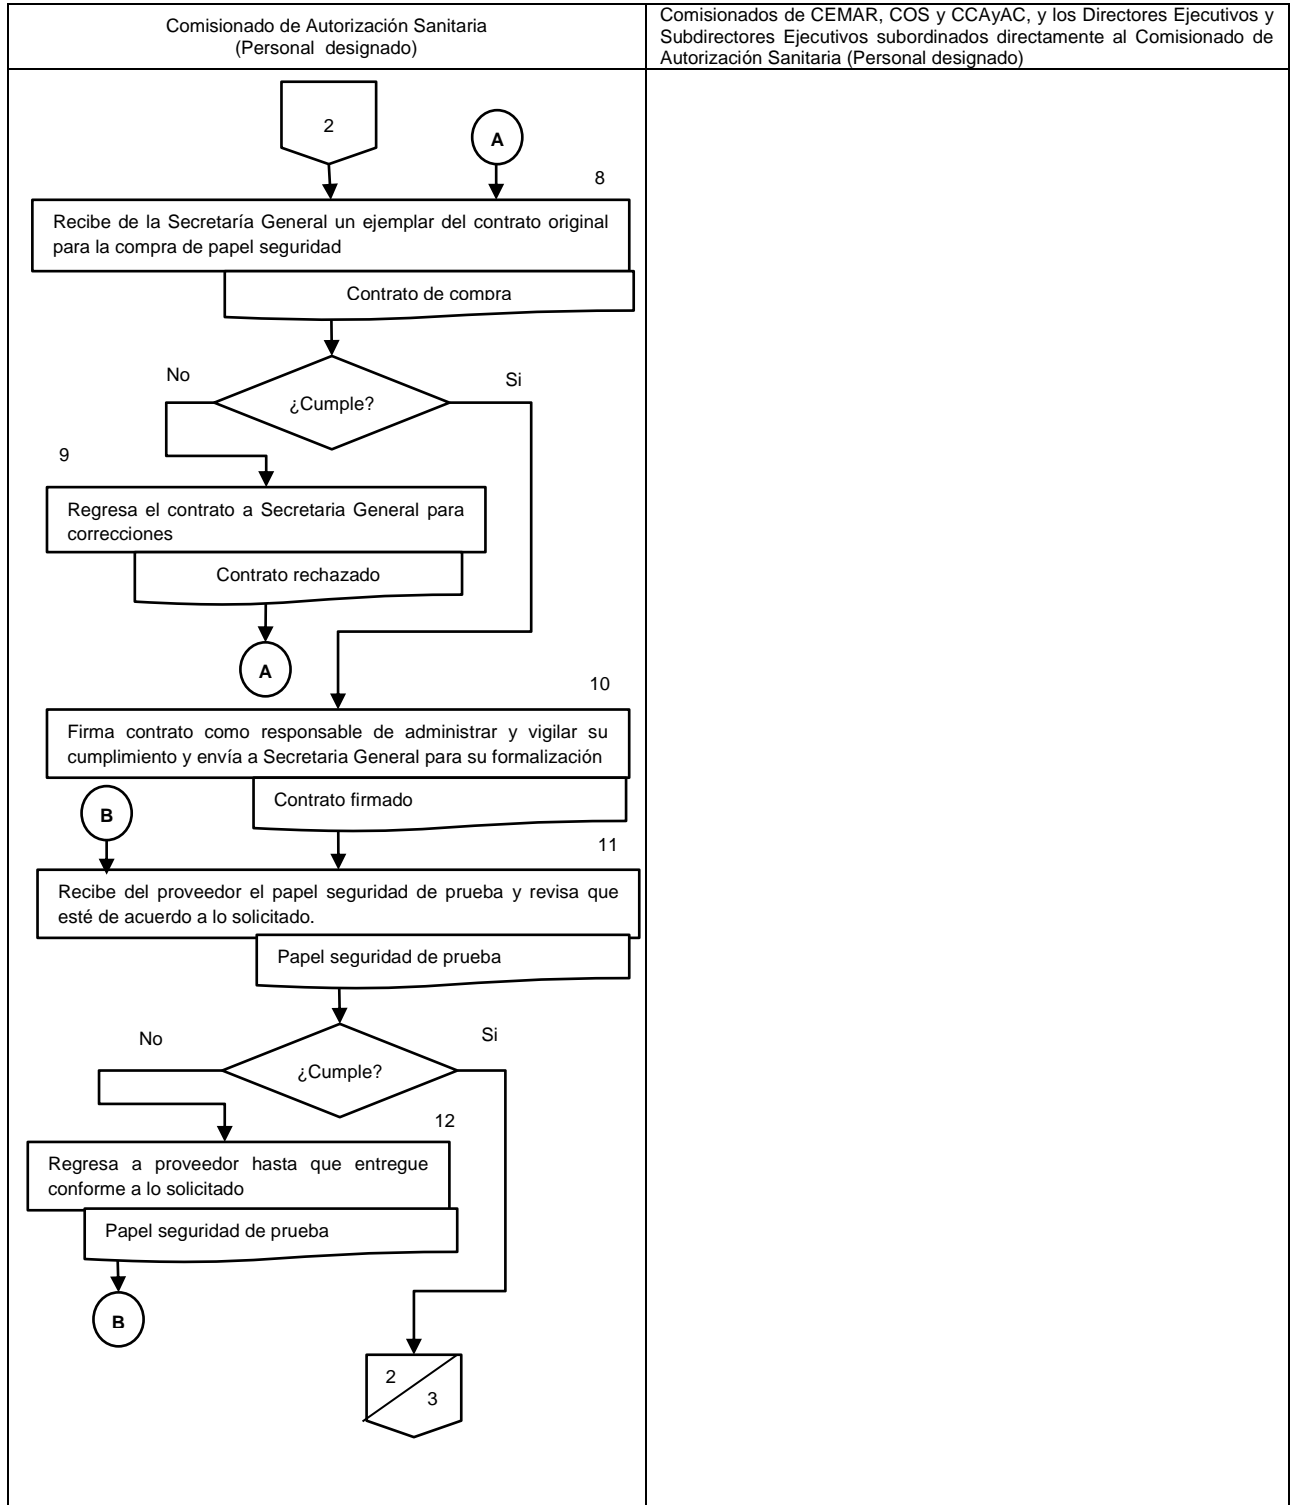 Comisionado de Autorización Sanitaria
(Personal designado)
Comisionados de CEMAR, COS y CCAyAC, y los Directores Ejecutivos y
Subdirectores Ejecutivos subordinados directamente al Comisionado de
Autorización Sanitaria (Personal designado)
2
A
8
Recibe de la Secretaría General un ejemplar del contrato original
para la compra de papel seguridad
Contrato de compra
No
Si
¿Cumple?
9
Regresa el contrato a Secretaria General para
correcciones
Contrato rechazado
A
10
Firma contrato como responsable de administrar y vigilar su
cumplimiento y envía a Secretaria General para su formalización
Contrato firmado
B
11
Recibe del proveedor el papel seguridad de prueba y revisa que
esté de acuerdo a lo solicitado.
Papel seguridad de prueba
No
Si
¿Cumple?
12
Regresa a proveedor hasta que entregue
conforme a lo solicitado
Papel seguridad de prueba
B
2
3